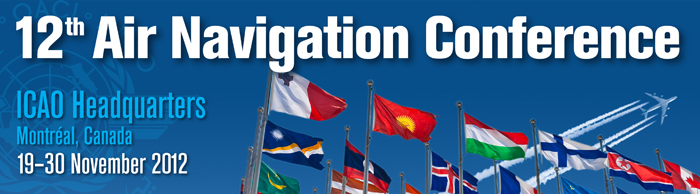 12th Air Navigation Conference
ICAO Headquarters
Montréal, Canada
19-30 November 2012